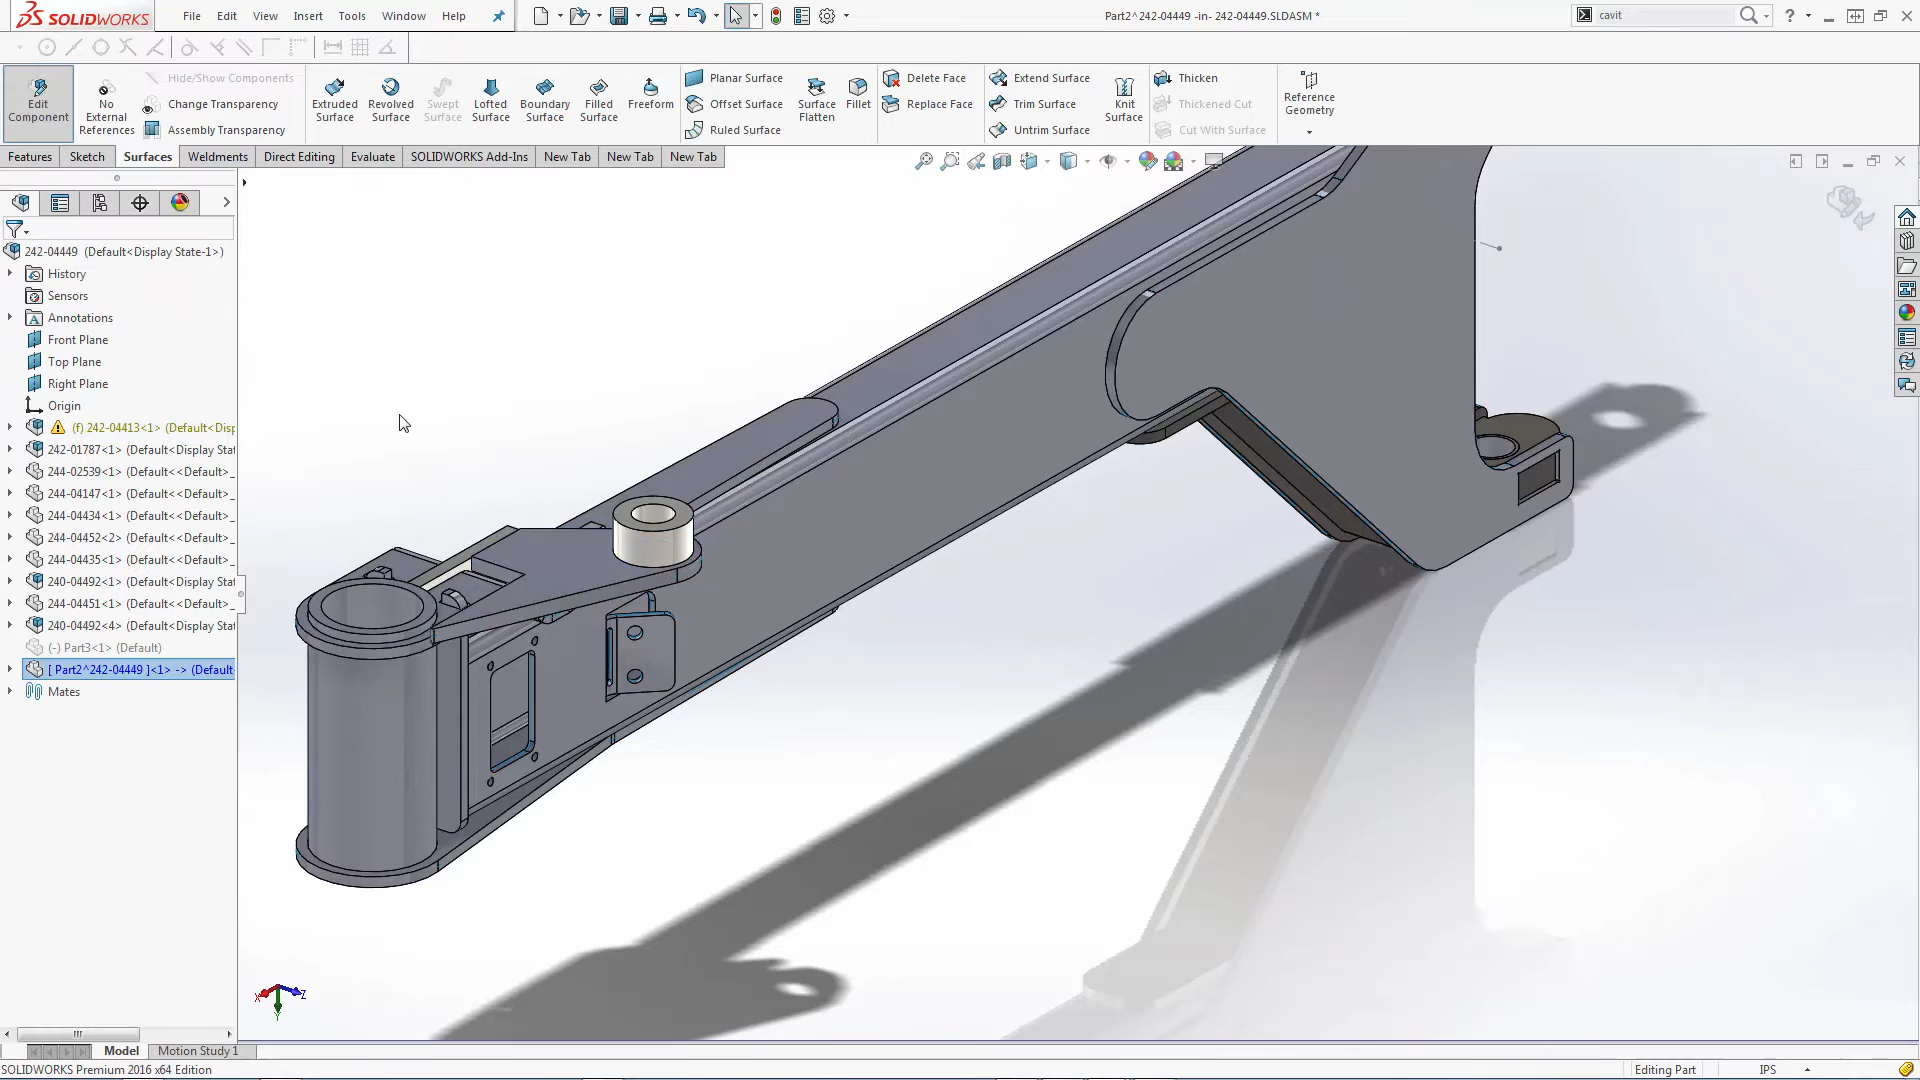 SOLIDWORKS File Edit View Insert Tools Window Help Part2^242-04449 -in- 242-04449.SLDASM * cavit
Hide/Show Components Planar Surface Delete Face Extend Surface Thicken
Edit Component
No External References
Change Transparency
Assembly Transparency
Extruded Surface
Revolved Surface
Swept Surface
Lofted Surface
Boundary Surface
Filled Surface
Freeform
Offset Surface
Ruled Surface
Surface Flatten
Fillet
Replace Face
Trim Surface
Untrim Surface
Knit Surface
Thickened Cut
Cut With Surface
Reference Geometry
Features Sketch Surfaces Weldments Direct Editing Evaluate SOLIDWORKS Add-Ins New Tab New Tab New Tab
242-04449 (Default<Display State-1>)
History
Sensors
Annotations
Front Plane
Top Plane
Right Plane
Origin
(f) 242-04413<1> (Default<Disp
242-01787<1> (Default<Display
244-02539<1> (Default<<Default>_
244-04147<1> (Default<<Default>_
244-04434<1> (Default<<Default>_
244-04452<2> (Default<<Default>_
244-04435<1> (Default<<Default>_
240-04492<1> (Default<Display Stat
244-04451<1> (Default<<Default>_
240-04492<4> (Default<Display Stat
(-) Part3<1> (Default)
[ Part2^242-04449 ]<1> -> (Default
Mates
X Y Z
Model Motion Study 1
SOLIDWORKS Premium 2016 x64 Edition Editing Part IPS